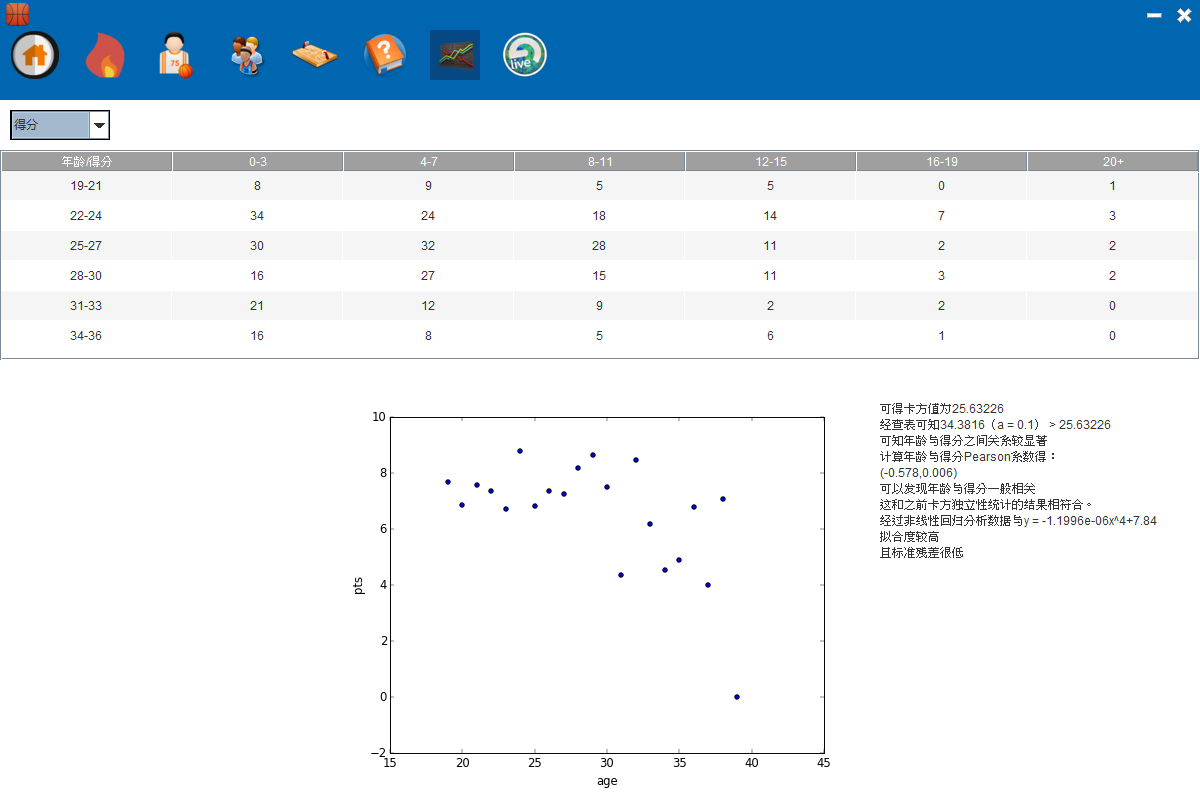 75
?
live
得分
年龄/得分 0-3 4-7 8-11 12-15 16-19 20+
19-21 8 9 5 5 0 1
22-24 34 24 18 14 7 3
25-27 30 32 28 11 2 2
28-30 16 27 15 11 3 2
31-33 21 12 9 2 2 0
34-36 16 8 5 6 1 0
10
8
6
4
2
0
−2
pts
15 20 25 30 35 40 45
age
可得卡方值为25.63226
经查表可知34.3816（a = 0.1） > 25.63226
可知年龄与得分之间关系较显著
计算年龄与得分Pearson系数得：
(-0.578,0.006)
可以发现年龄与得分一般相关
这和之前卡方独立性统计的结果相符合。
经过非线性回归分析数据与y = -1.1996e-06x^4+7.84
拟合度较高
且标准残差很低